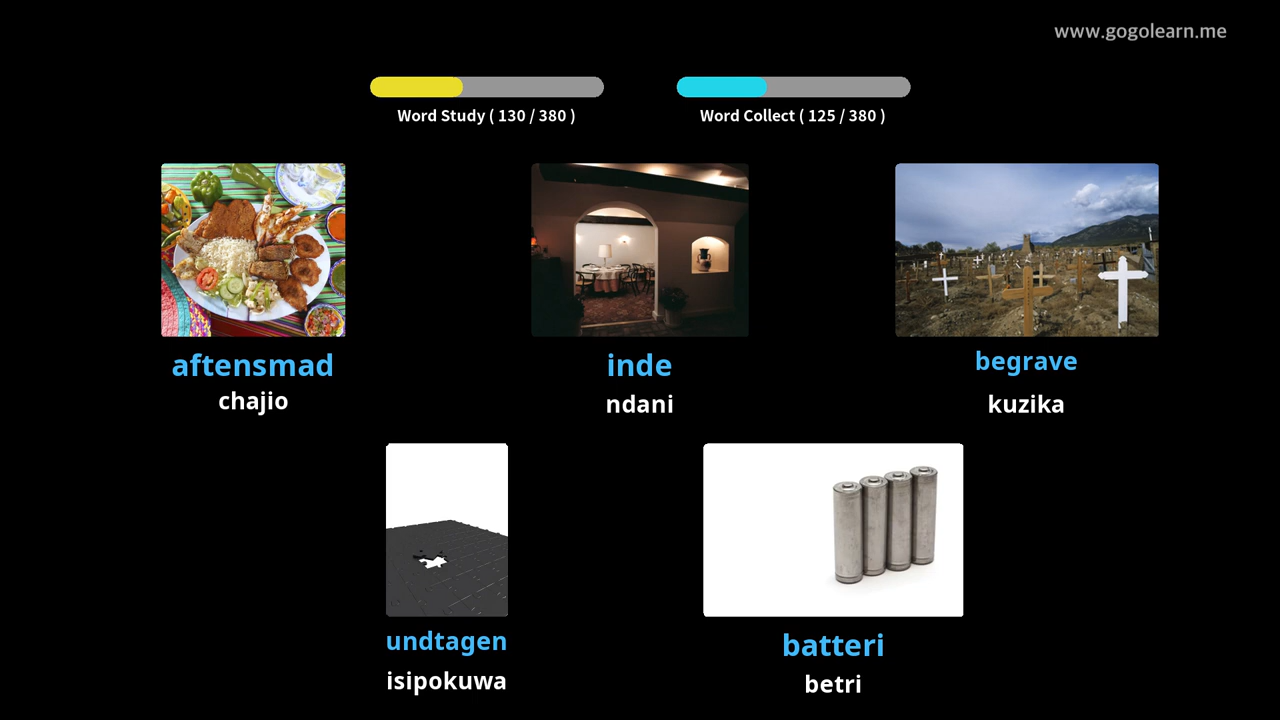 www.gogolearn.me
Word Study ( 130 / 380 )
Word Collect ( 125 / 380 )
aftensmad
chajio
inde
ndani
begrave
kuzika
undtagen
isipokuwa
batteri
betri